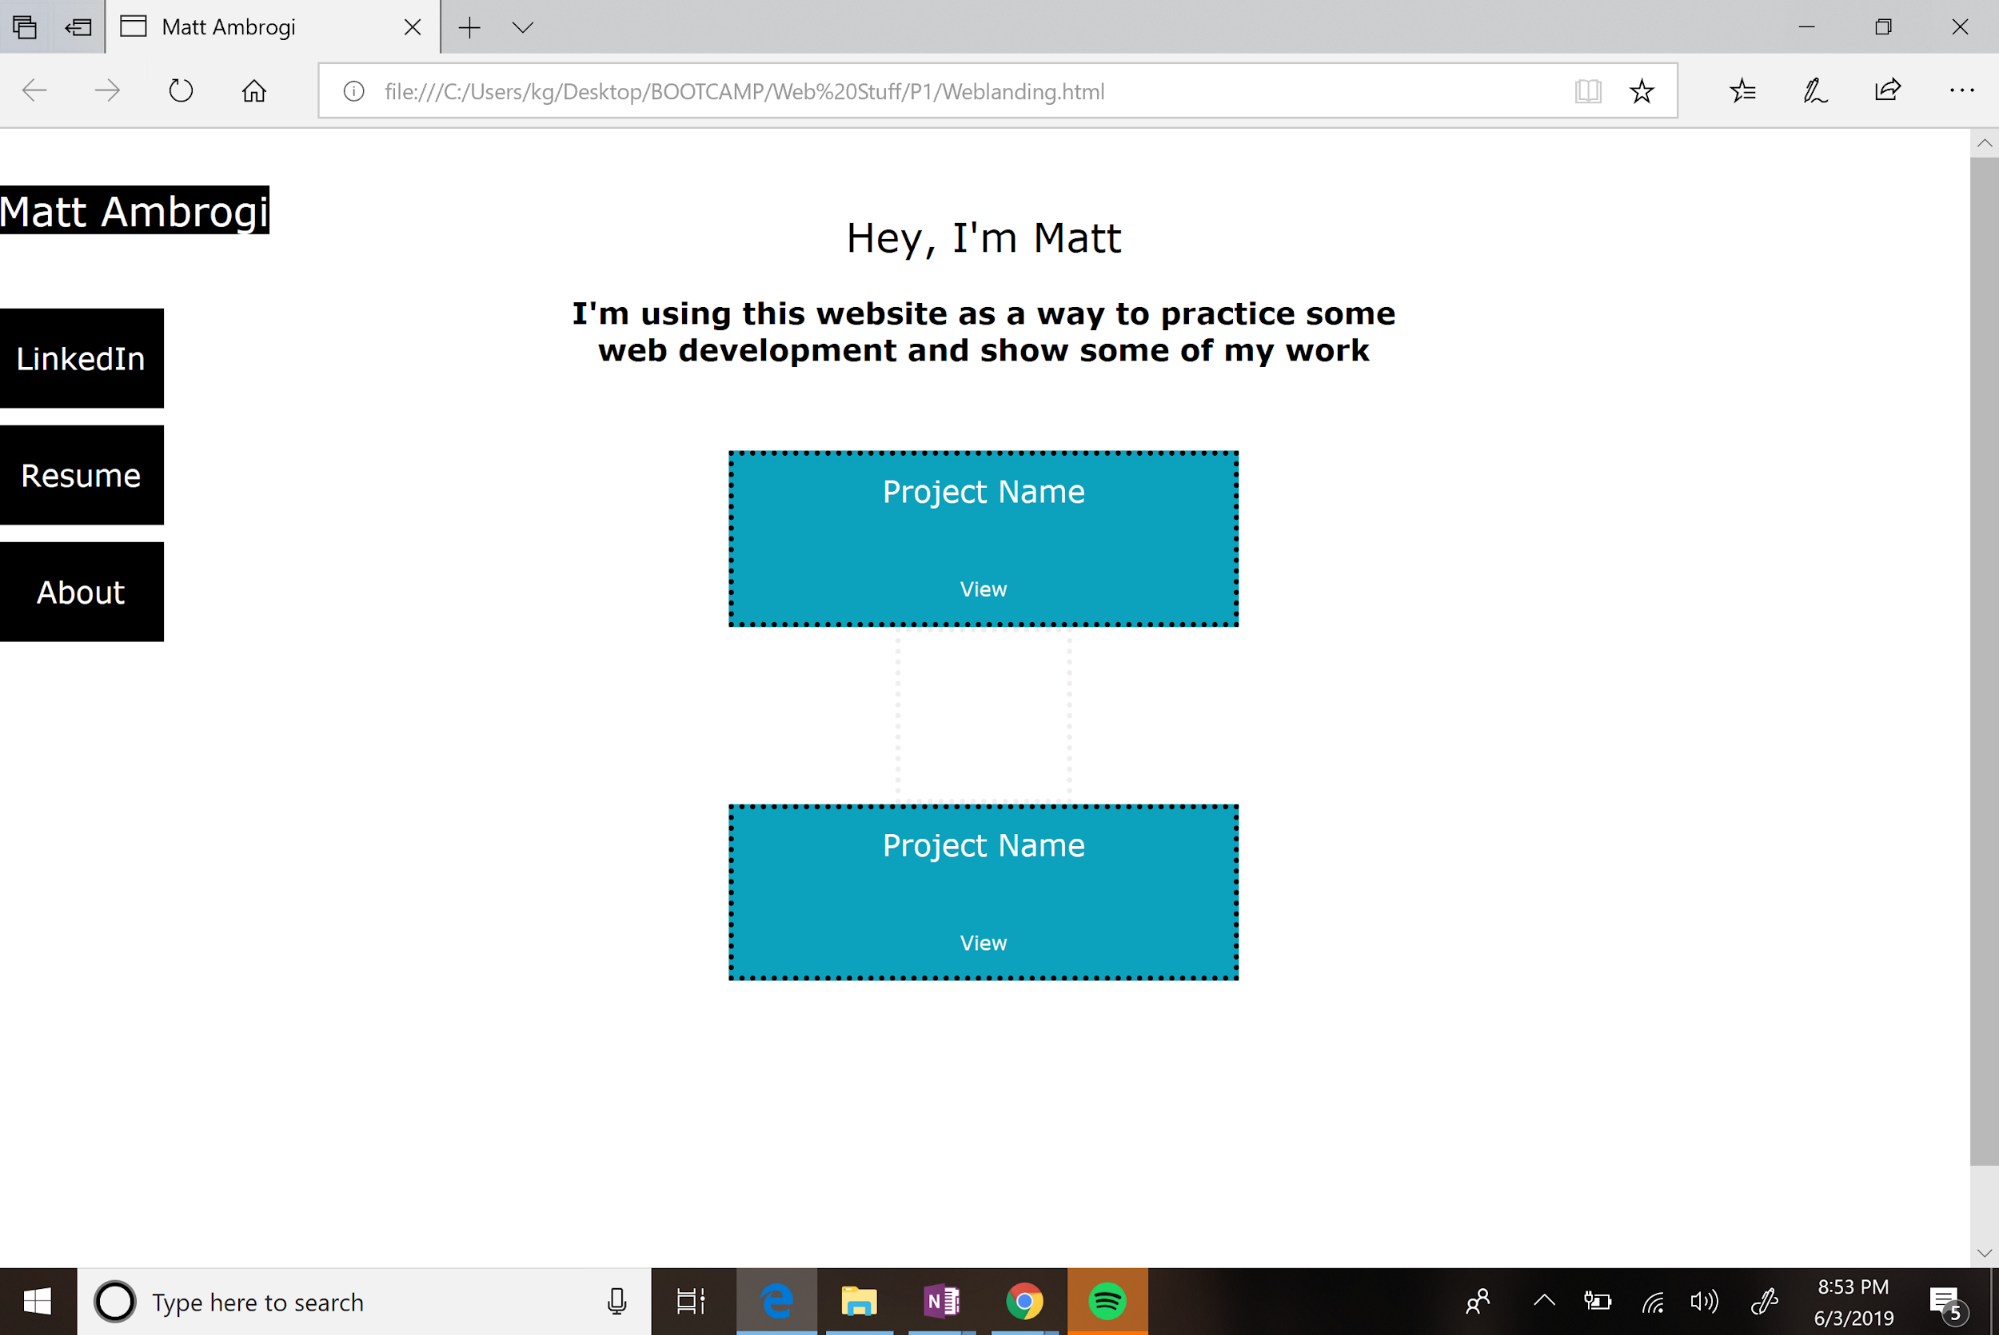 Matt Ambrogi
file:///C:/Users/kg/Desktop/BOOTCAMP/Web%20Stuff/P1/Weblanding.html
Matt Ambrogi
Hey, I'm Matt
I'm using this website as a way to practice some
web development and show some of my work
LinkedIn
Resume
About
Project Name
View
Project Name
View
Type here to search
N
8:53 PM
6/3/2019
5